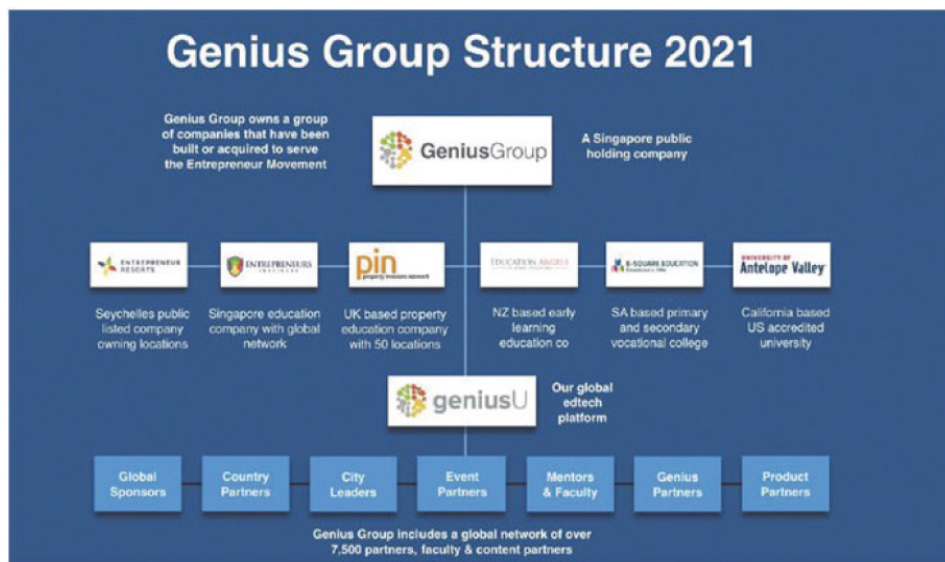 Genius Group Structure 2021
Genius Group owns a group
of companies that have been
built or acquired to serve
the Entrepreneur Movement
GeniusGroup
A Singapore public
holding company
ENTREPRENEUR
RESORTS
ENTREPRENEURS
INSTITUTE
pin
property investors network
EDUCATION ANGELS
E-SQUARE EDUCATION
UNIVERSITY OF
Antelope Valley
Seychelles public
listed company
owning locations
Singapore education
company with global
network
UK based property
education company
with 50 locations
NZ based early
learning
education co
SA based primary
and secondary
vocational college
California based
US accredited
university
geniusU
Our global
edtech
platform
Global
Sponsors
Country
Partners
City
Leaders
Event
Partners
Mentors
& Faculty
Genius
Partners
Product
Partners
Genius Group includes a global network of over
7,500 partners, faculty & content partners